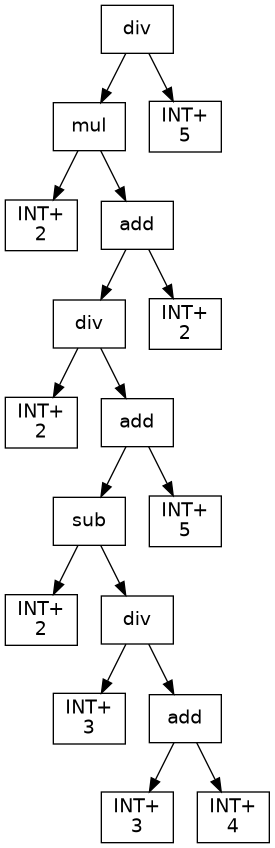 div
mul
INT+
5
INT+
2
add
div
INT+
2
INT+
2
add
sub
INT+
5
INT+
2
div
INT+
3
add
INT+
3
INT+
4